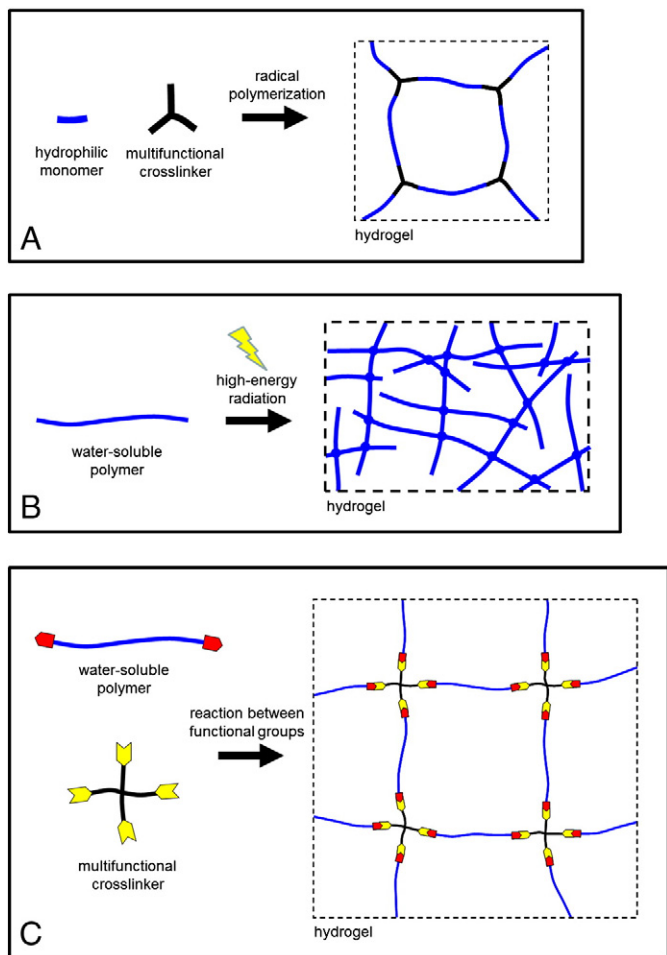 radical
polymerization
hydrophilic
monomer
multifunctional
crosslinker
hydrogel
A
high-energy
radiation
water-soluble
polymer
hydrogel
B
water-soluble
polymer
reaction between
functional groups
multifunctional
crosslinker
hydrogel
C